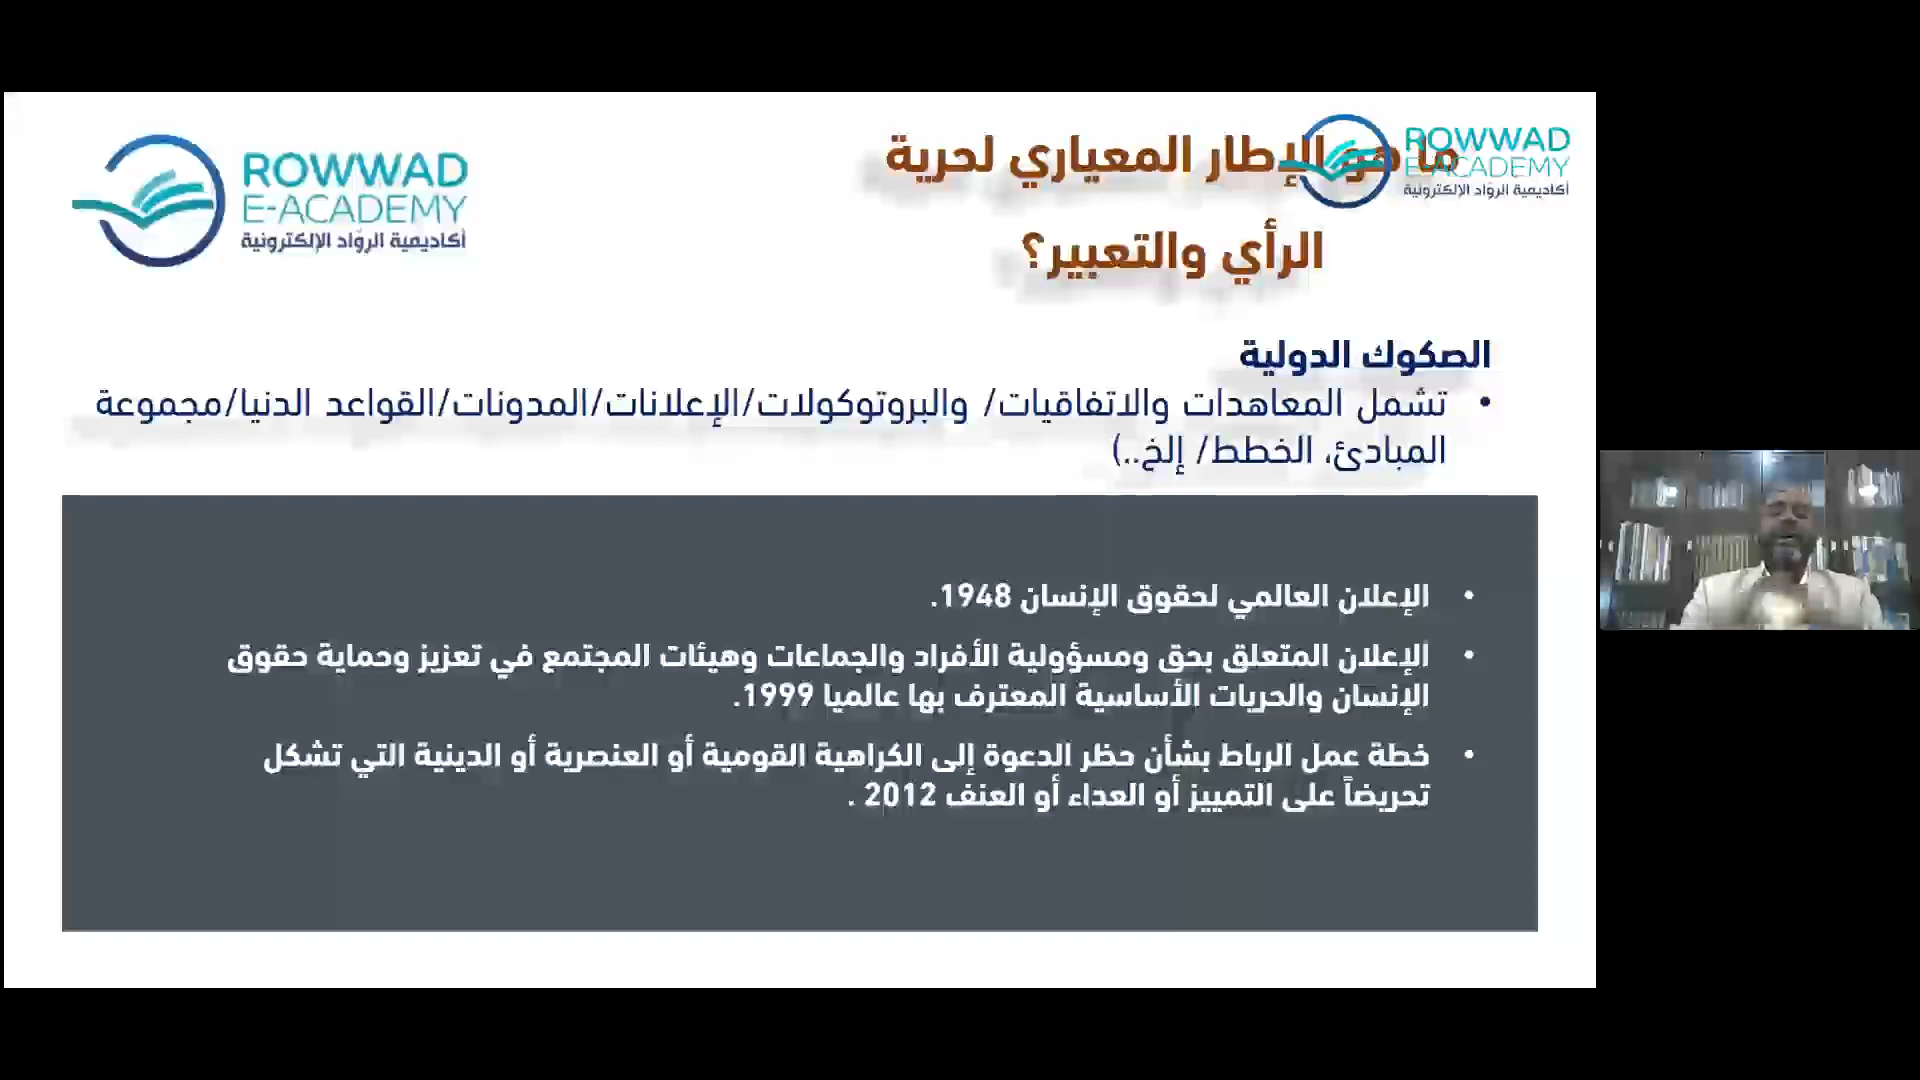 ROWWAD
E-ACADEMY
أكاديمية الروّاد الإلكترونية
ROWWAD
E-ACADEMY
أكاديمية الروّاد الإلكترونية
ما هو الإطار المعياري لحرية
الرأي والتعبير؟
الصكوك الدولية
• تشمل المعاهدات والاتفاقيات/ والبروتوكولات/الإعلانات/المدونات/القواعد الدنيا/مجموعة
المبادئ، الخطط/ إلخ..)
• الإعلان العالمي لحقوق الإنسان 1948.
• الإعلان المتعلق بحق ومسؤولية الأفراد والجماعات وهيئات المجتمع في تعزيز وحماية حقوق
الإنسان والحريات الأساسية المعترف بها عالميا 1999.
• خطة عمل الرباط بشأن حظر الدعوة إلى الكراهية القومية أو العنصرية أو الدينية التي تشكل
تحريضاً على التمييز أو العداء أو العنف 2012 .